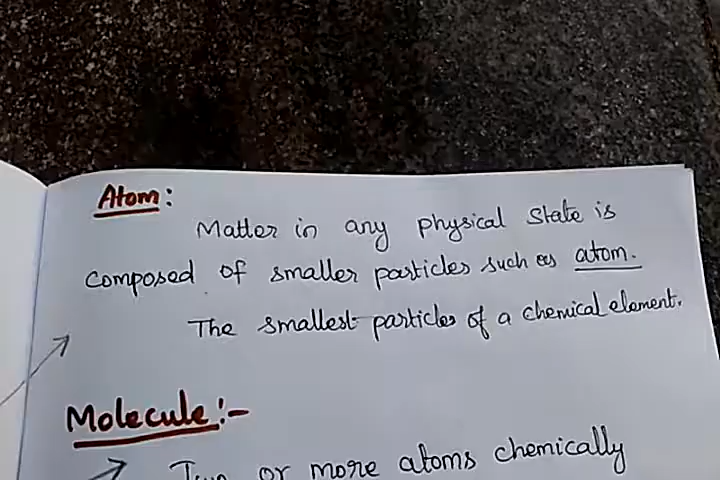 Atom:
Matter in any physical state is
composed of smaller particles such as atom.
The smallest particles of a chemical element.
Molecule:-
Two or more atoms chemically